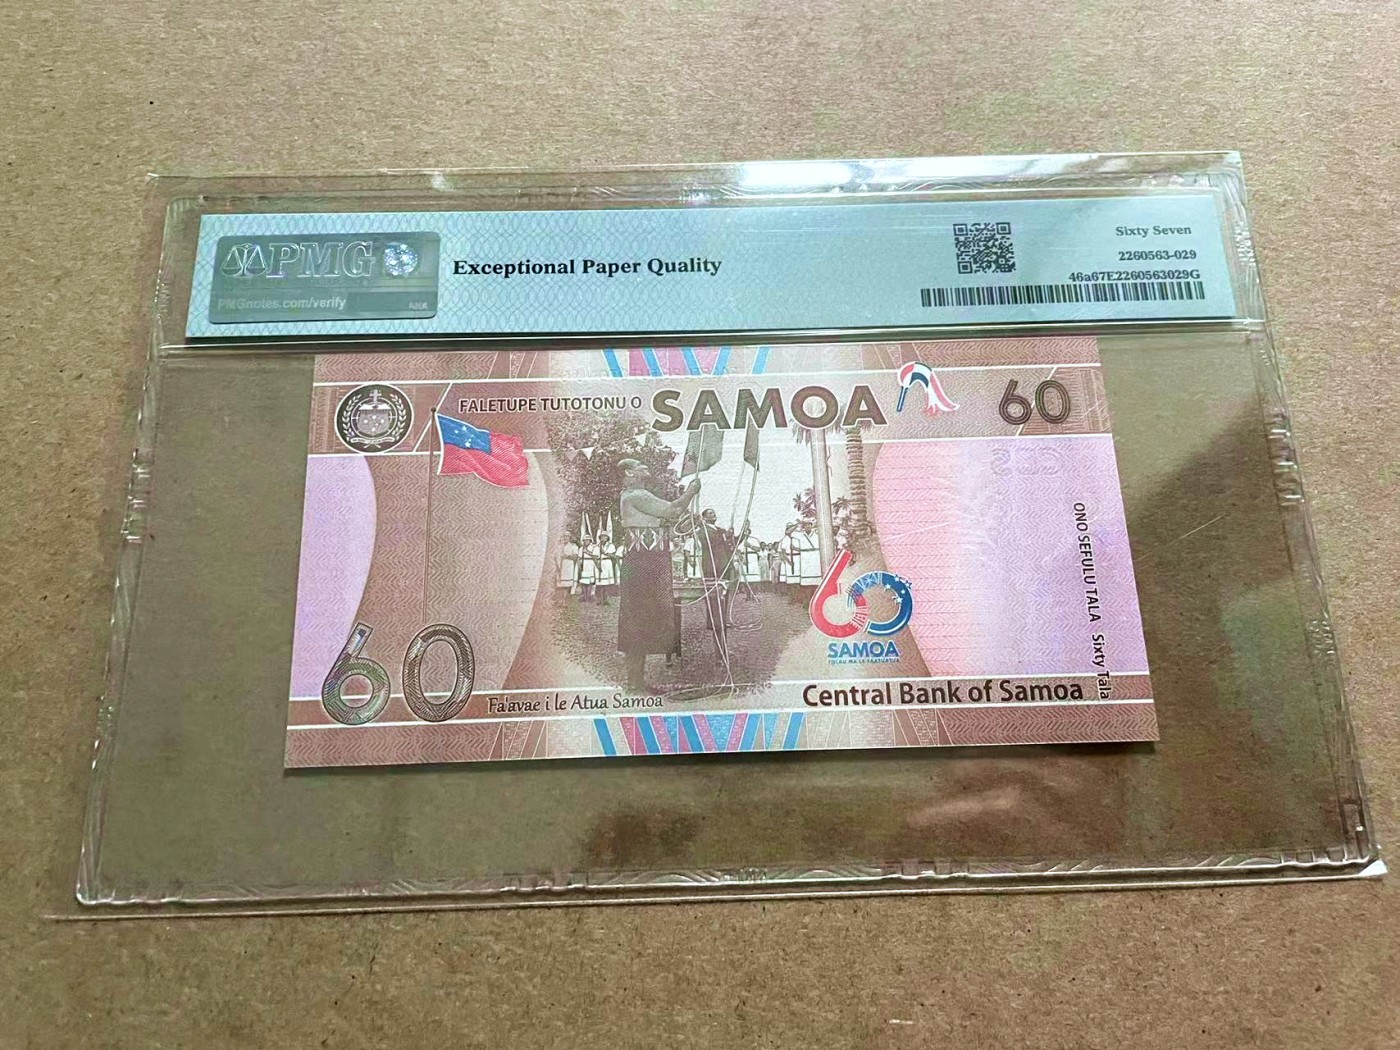 PMG
PMGnotes.com/verify
Exceptional Paper Quality
Sixty Seven
2260563-029
46a67E2260563029G
FALETUPE TUTOTONU O SAMOA
60
ONO SEFULU TALA Sixty Tala
60
SAMOA
60
Fa'avae i le Atua Samoa
Central Bank of Samoa